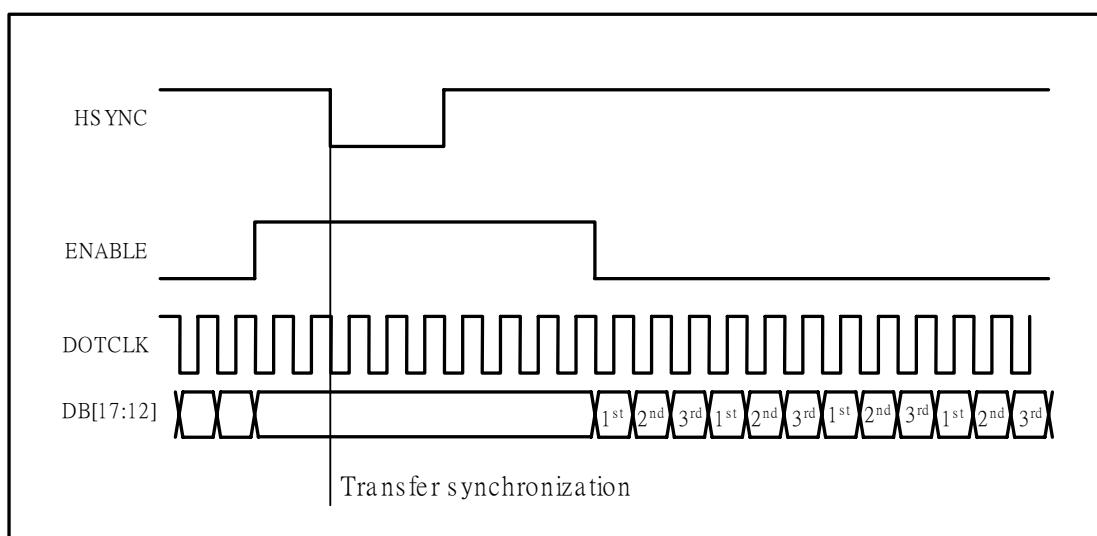 HSYNC
ENABLE
DOTCLK
DB[17:12] 1st 2nd 3rd 1st 2nd 3rd 1st 2nd 3rd 1st 2nd 3rd
Transfer synchronization